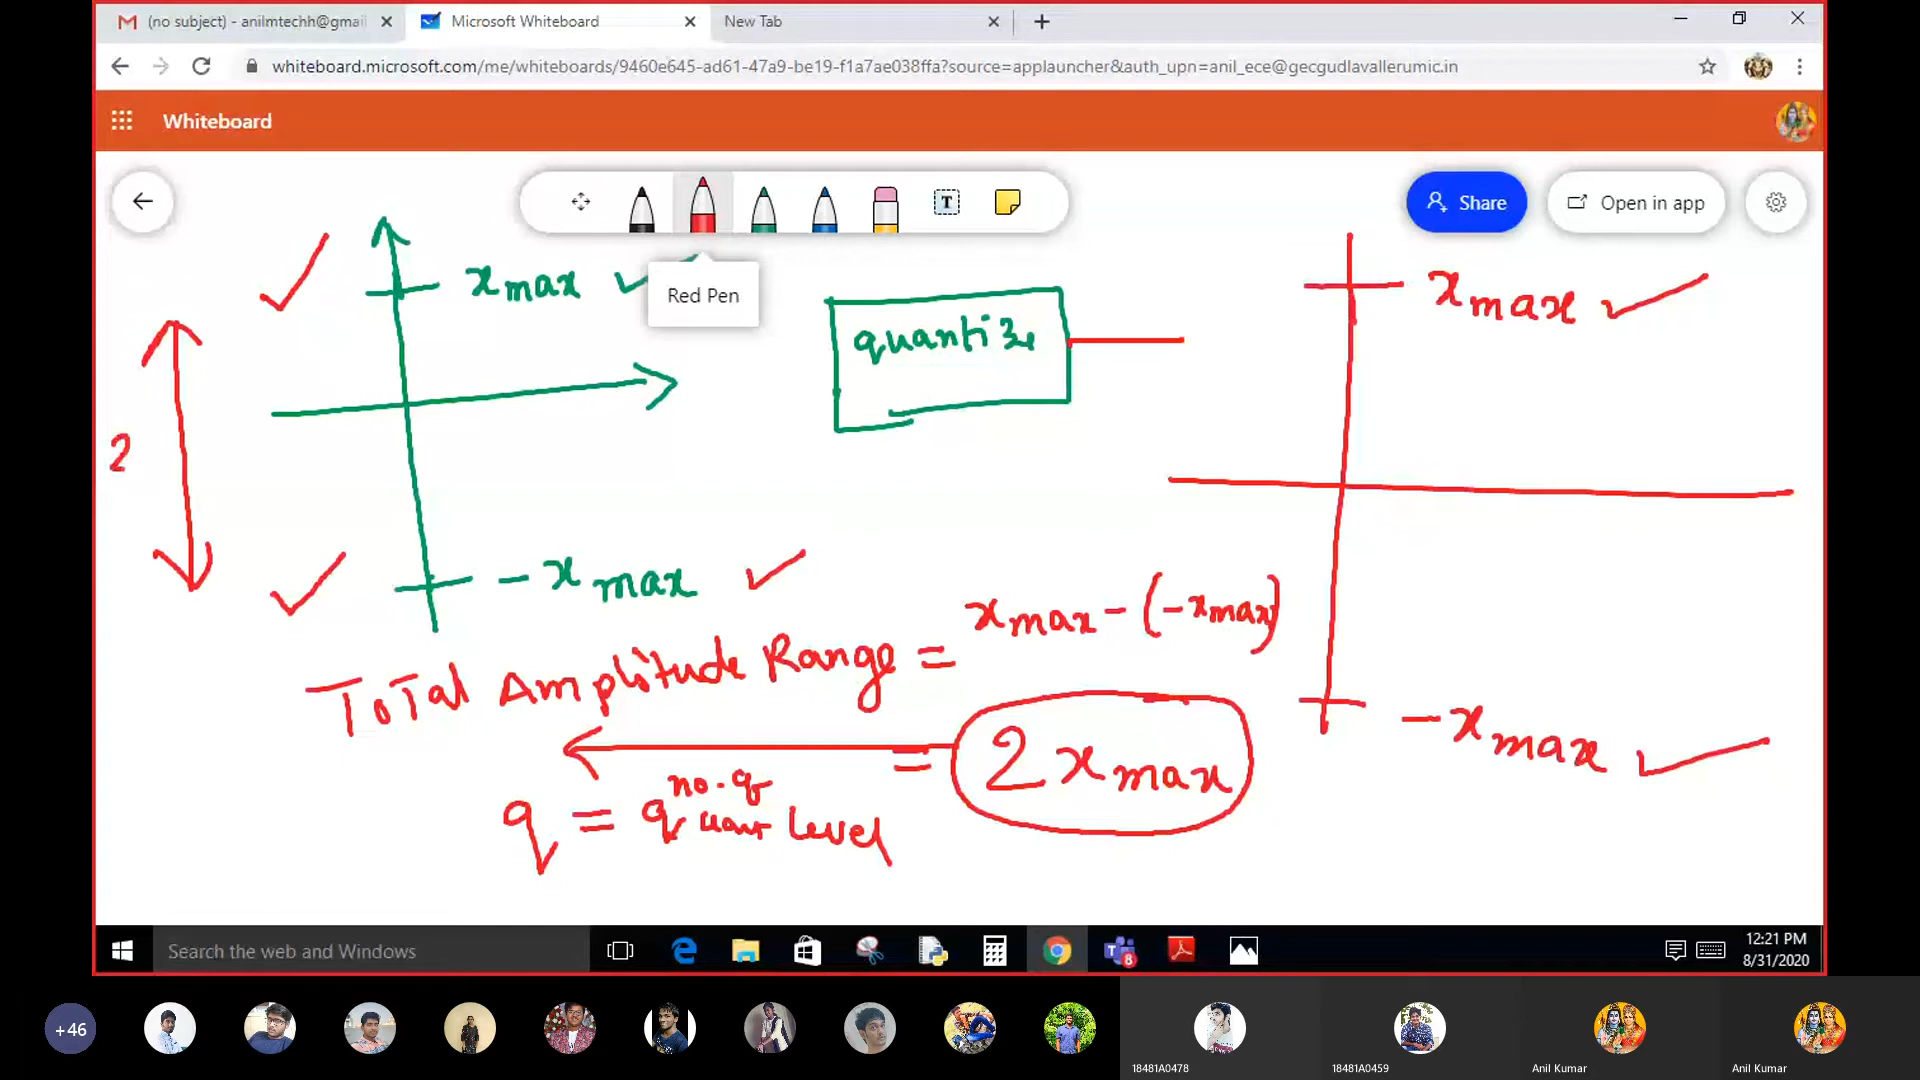 (no subject) - anilmtechh@gmai
Microsoft Whiteboard
New Tab
whiteboard.microsoft.com/me/whiteboards/9460e645-ad61-47a9-be19-f1a7ae038ffa?source=applauncher&auth_upn=anil_ece@gecgudlavallerumic.in
Whiteboard
T
Share
Open in app
Red Pen
xmax
quantize
xmax
2
-xmax
xmax-(-xmax)
Total Amplitude Range =
-xmax
= 2xmax
no. of
q = quant Level
Search the web and Windows
8
12:21 PM
8/31/2020
+46
18481A0478
18481A0459
Anil Kumar
Anil Kumar